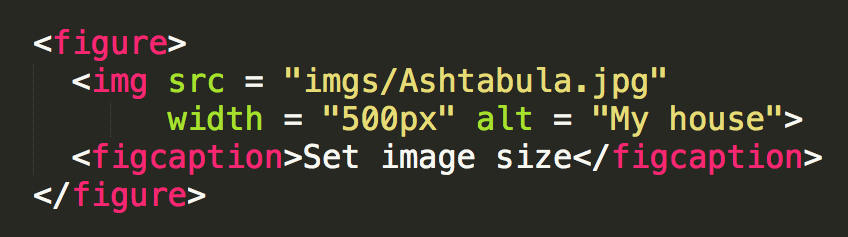 <figure>
<img src = "imgs/Ashtabula.jpg"
width = "500px" alt = "My house">
<figcaption>Set image size</figcaption>
</figure>